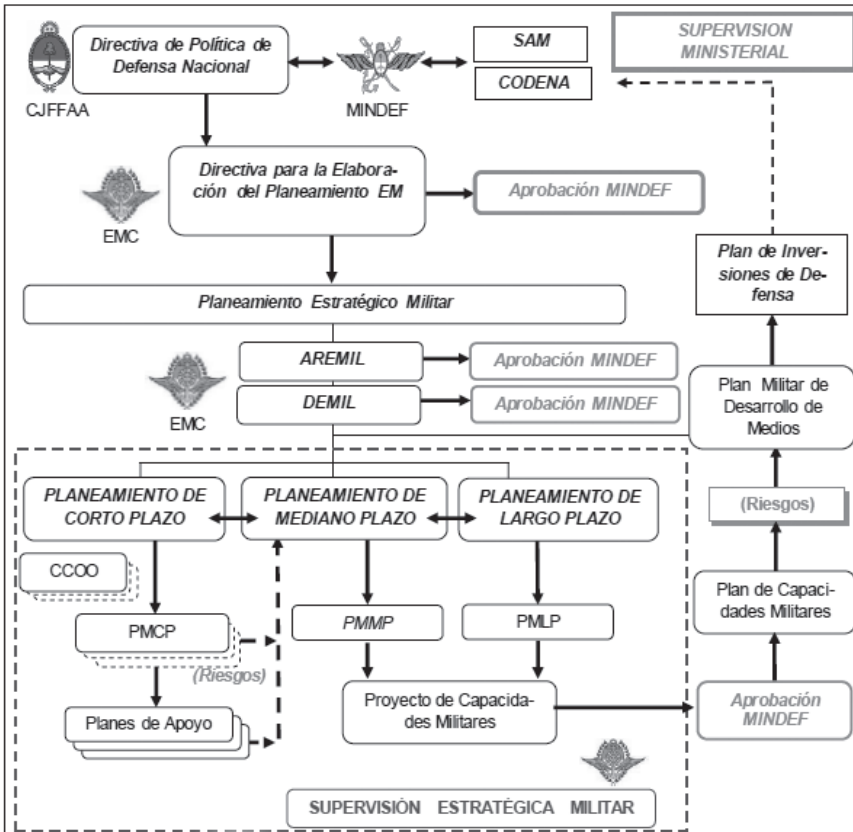 Directiva de Política de
Defensa Nacional
CJFFAA
MINDEF
SAM
CODENA
SUPERVISION
MINISTERIAL
Directiva para la Elabora-
ción del Planeamiento EM
EMC
Aprobación MINDEF
Plan de Inver-
siones de De-
fensa
Planeamiento Estratégico Militar
AREMIL
Aprobación MINDEF
DEMIL
Aprobación MINDEF
EMC
Plan Militar de
Desarrollo de
Medios
PLANEAMIENTO DE
CORTO PLAZO
PLANEAMIENTO DE
MEDIANO PLAZO
PLANEAMIENTO DE
LARGO PLAZO
(Riesgos)
CCOO
PMCP
(Riesgos)
PMMP
PMLP
Plan de Capaci-
dades Militares
Planes de Apoyo
Proyecto de Capacida-
des Militares
Aprobación
MINDEF
SUPERVISIÓN ESTRATÉGICA MILITAR